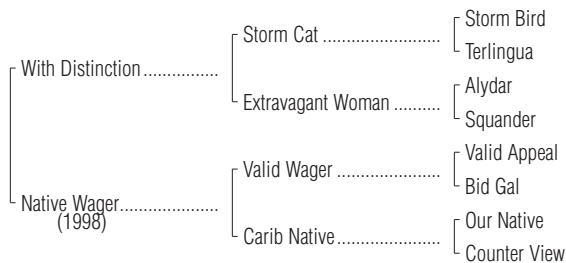 Storm Bird
Storm Cat ........................
Terlingua
With Distinction ...............
Alydar
Extravagant Woman ..........
Squander
Valid Appeal
Valid Wager ......................
Bid Gal
Native Wager....................
(1998)
Our Native
Carib Native......................
Counter View